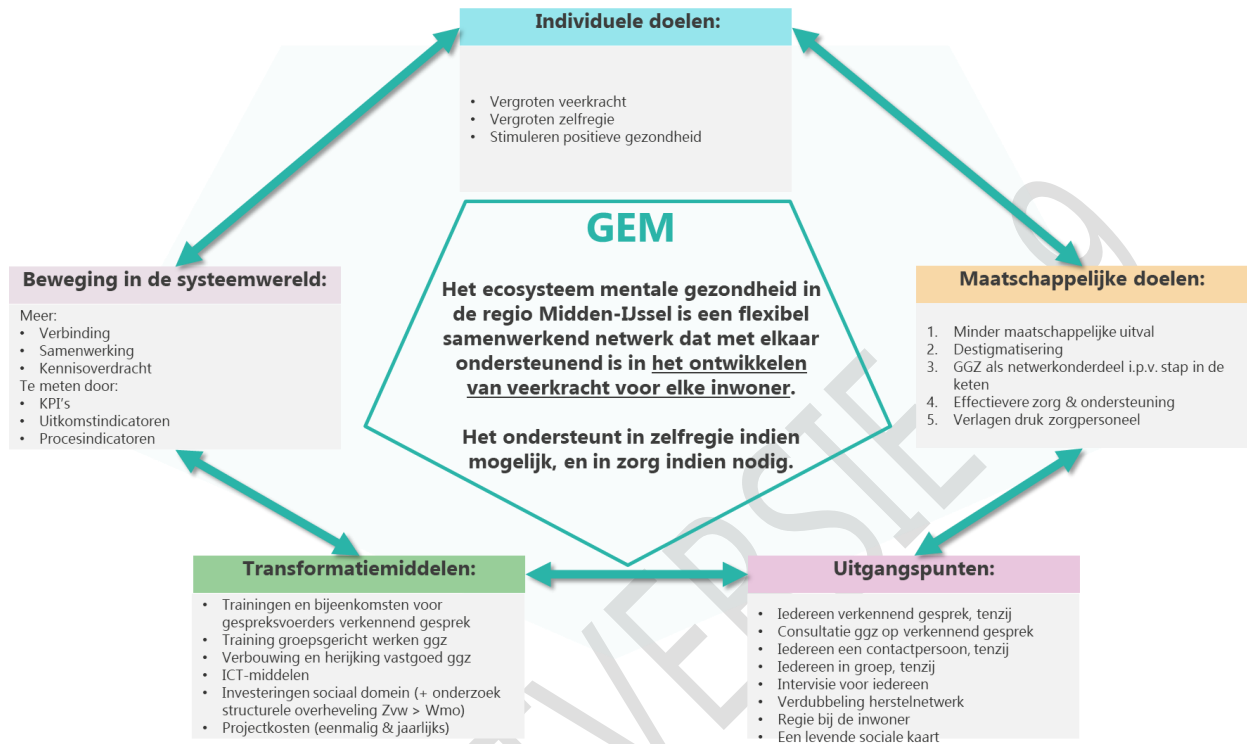 Individuele doelen:
• Vergroten veerkracht
• Vergroten zelfregie
• Stimuleren positieve gezondheid
GEM
Het ecosysteem mentale gezondheid in
de regio Midden-IJssel is een flexibel
samenwerkend netwerk dat met elkaar
ondersteunend is in het ontwikkelen
van veerkracht voor elke inwoner.
Het ondersteunt in zelfregie indien
mogelijk, en in zorg indien nodig.
Beweging in de systeemwereld:
Meer:
• Verbinding
• Samenwerking
• Kennisoverdracht
Te meten door:
• KPI's
• Uitkomstindicatoren
• Procesindicatoren
Maatschappelijke doelen:
1. Minder maatschappelijke uitval
2. Destigmatisering
3. GGZ als netwerkonderdeel i.p.v. stap in de
keten
4. Effectievere zorg & ondersteuning
5. Verlagen druk zorgpersoneel
Transformatiemiddelen:
• Trainingen en bijeenkomsten voor
gespreksvoerders verkennend gesprek
• Training groepsgericht werken ggz
• Verbouwing en herijking vastgoed ggz
• ICT-middelen
• Investeringen sociaal domein (+ onderzoek
structurele overheveling Zvw > Wmo)
• Projectkosten (eenmalig & jaarlijks)
Uitgangspunten:
• Iedereen verkennend gesprek, tenzij
• Consultatie ggz op verkennend gesprek
• Iedereen een contactpersoon, tenzij
• Iedereen in groep, tenzij
• Intervisie voor iedereen
• Verdubbeling herstelnetwerk
• Regie bij de inwoner
• Een levende sociale kaart
VERSIE 9